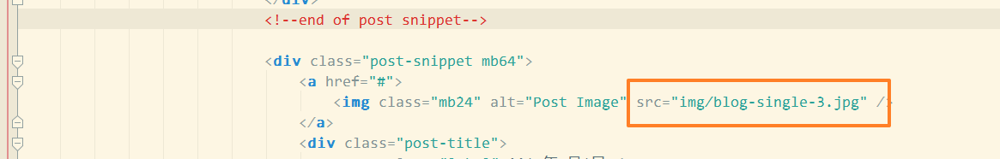 </div>
<!--end of post snippet-->
<div class="post-snippet mb64">
<a href="#">
<img class="mb24" alt="Post Image" src="img/blog-single-3.jpg" />
</a>
<div class="post-title">